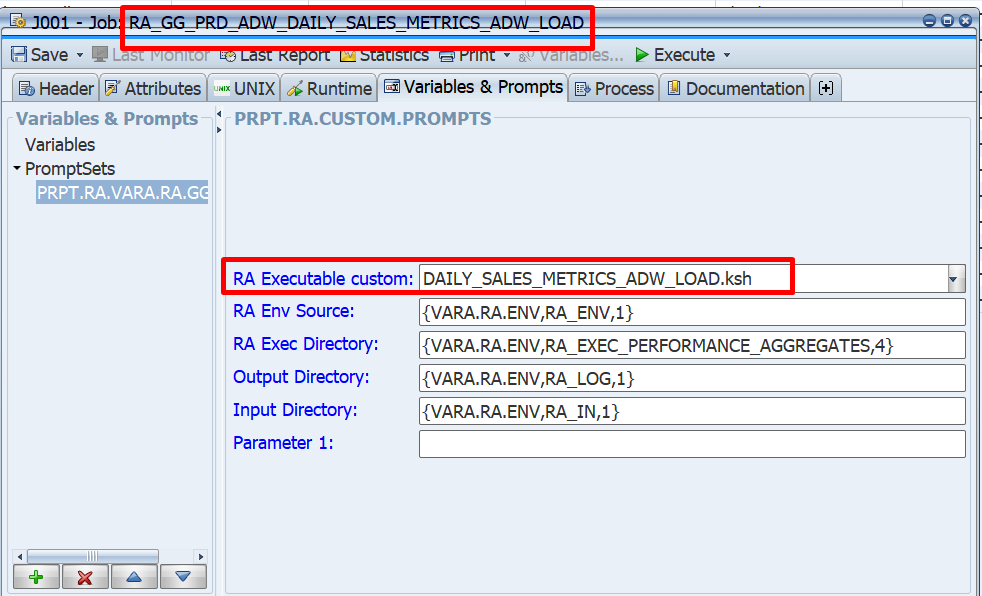 J001 - Job: RA_GG_PRD_ADW_DAILY_SALES_METRICS_ADW_LOAD
Save Last Monitor Last Report Statistics Print Variables... Execute
Header Attributes UNIX UNIX Runtime Variables & Prompts Process Documentation [+]
Variables & Prompts
Variables
PromptSets
PRPT.RA.VARA.RA.GG
PRPT.RA.CUSTOM.PROMPTS
RA Executable custom: DAILY_SALES_METRICS_ADW_LOAD.ksh
RA Env Source: {VARA.RA.ENV,RA_ENV,1}
RA Exec Directory: {VARA.RA.ENV,RA_EXEC_PERFORMANCE_AGGREGATES,4}
Output Directory: {VARA.RA.ENV,RA_LOG,1}
Input Directory: {VARA.RA.ENV,RA_IN,1}
Parameter 1: